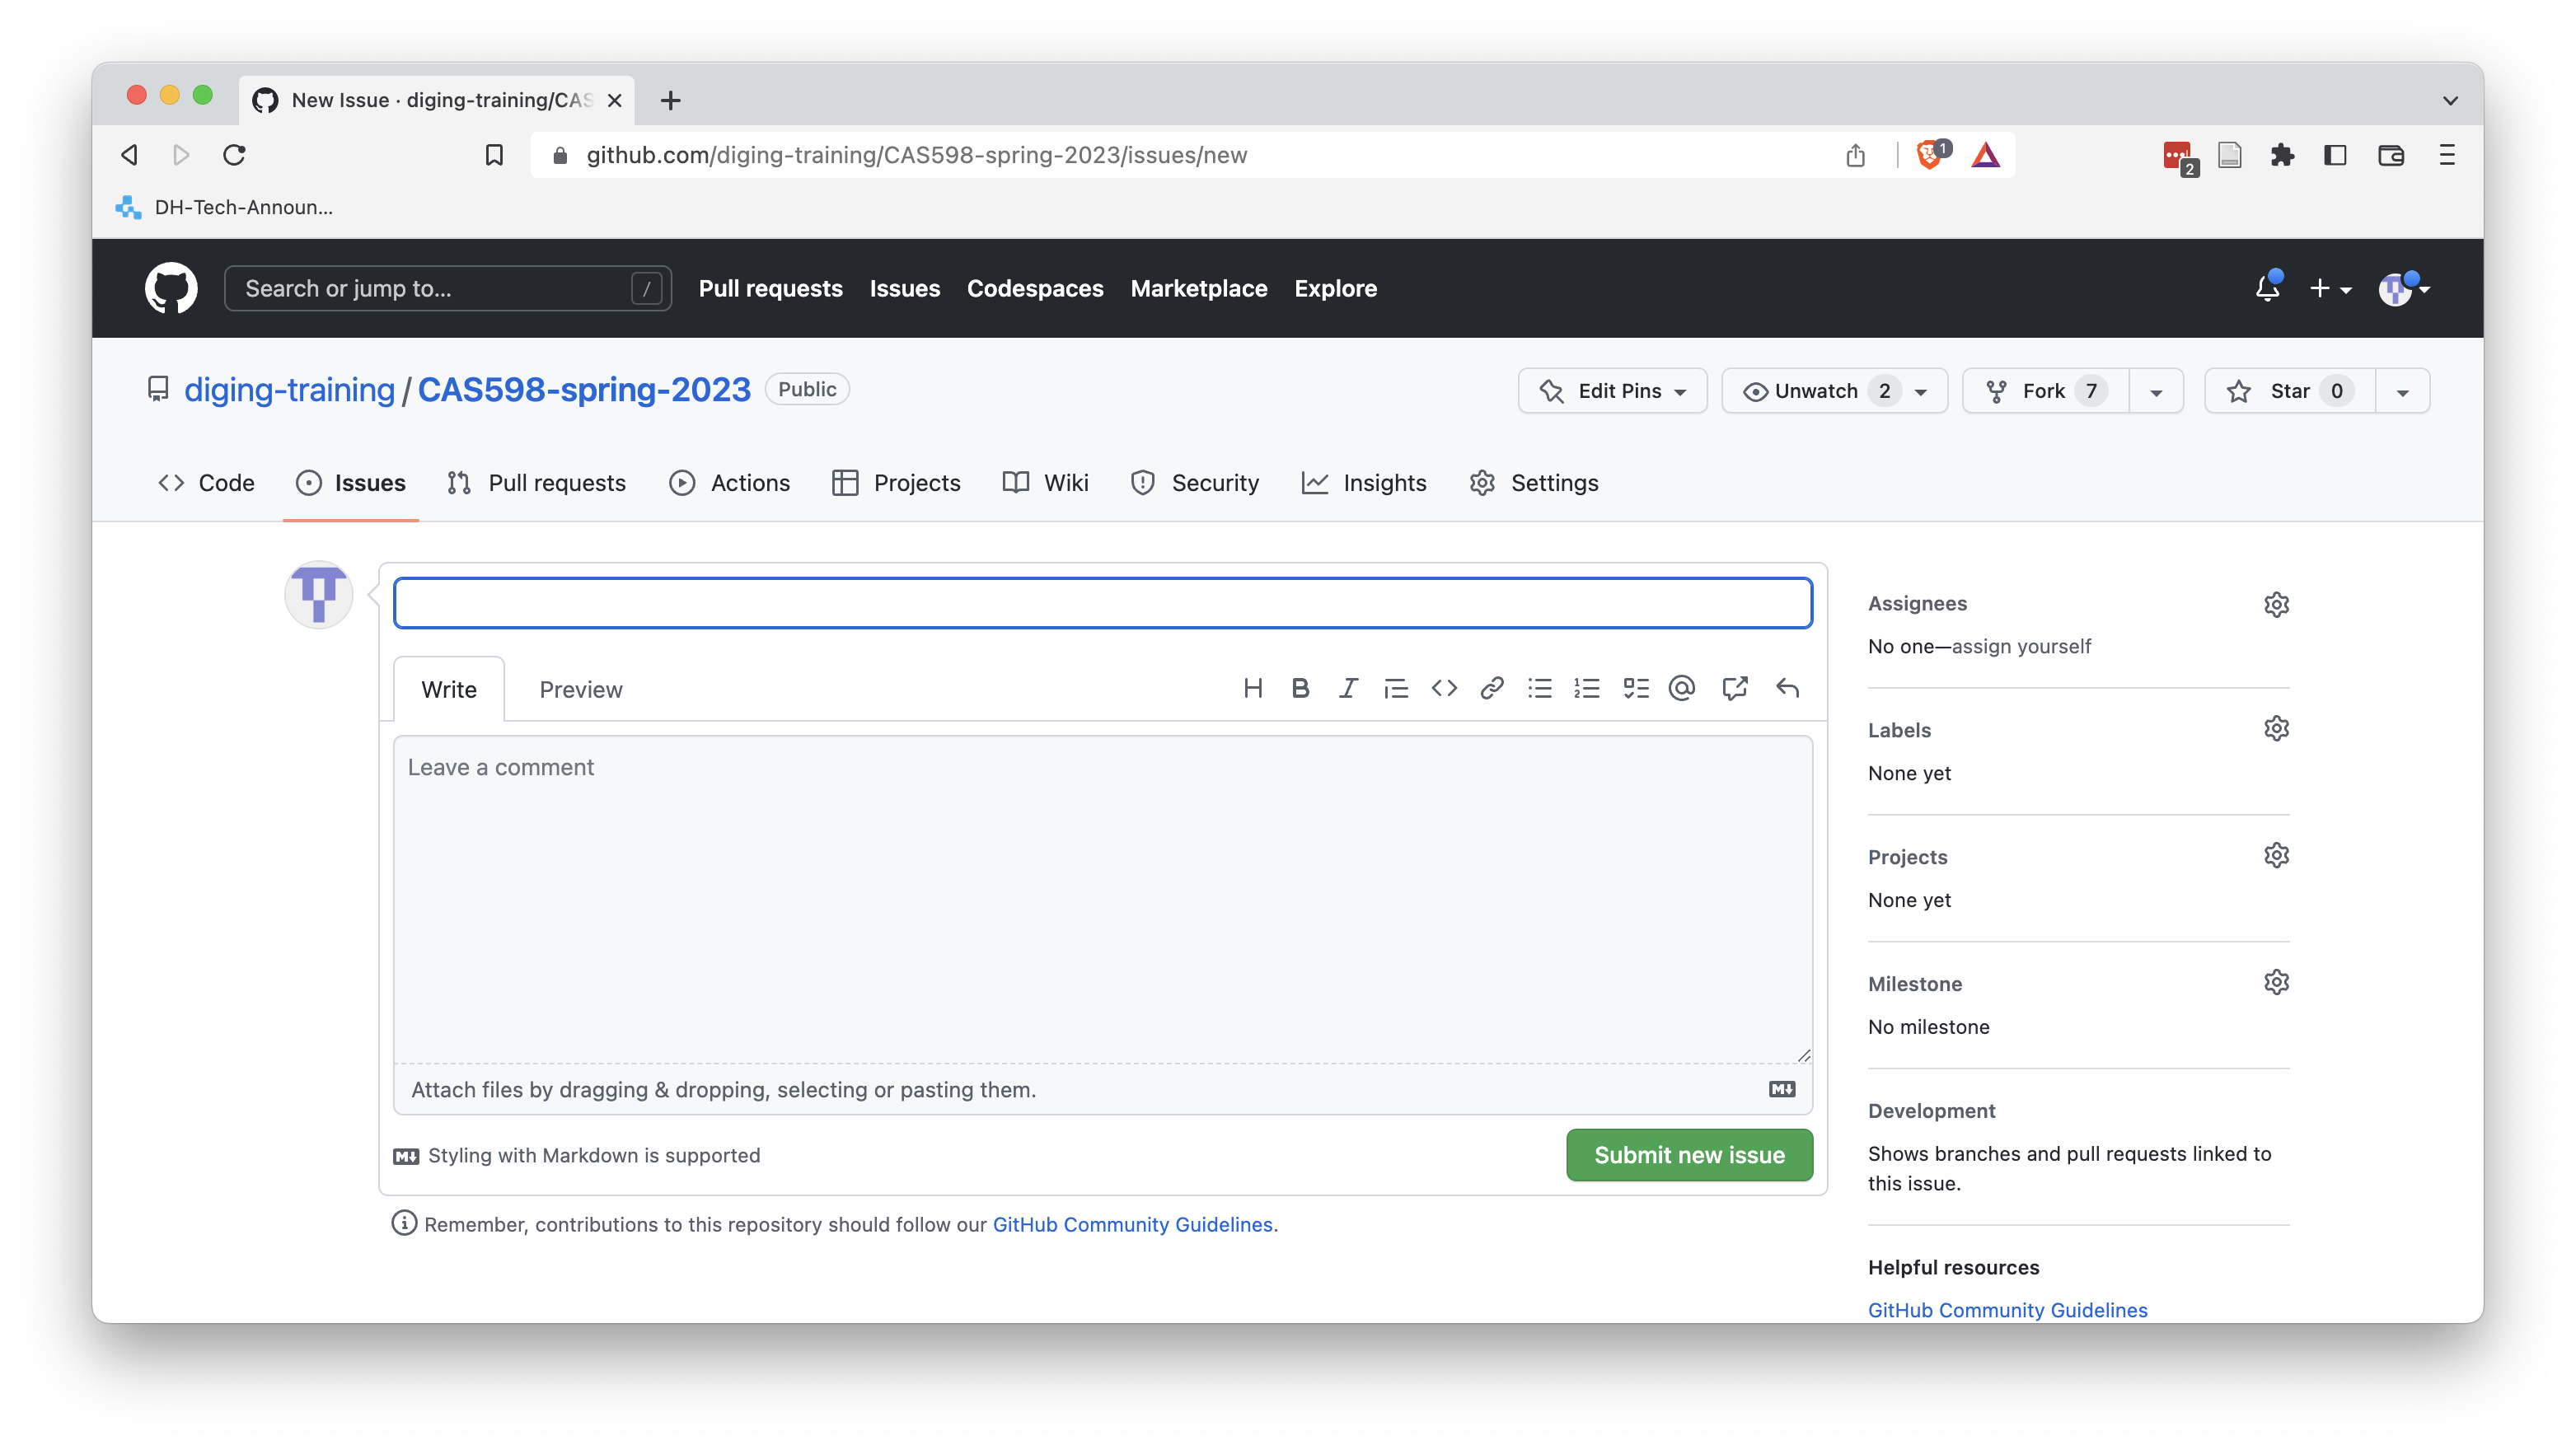 New Issue · diging-training/CAS
github.com/diging-training/CAS598-spring-2023/issues/new
1
2
DH-Tech-Announ...
Search or jump to...
/
Pull requests
Issues
Codespaces
Marketplace
Explore
diging-training / CAS598-spring-2023
Public
Edit Pins
Unwatch 2
Fork 7
Star 0
Code
Issues
Pull requests
Actions
Projects
Wiki
Security
Insights
Settings
Write
Preview
Leave a comment
Attach files by dragging & dropping, selecting or pasting them.
Styling with Markdown is supported
Submit new issue
Remember, contributions to this repository should follow our GitHub Community Guidelines.
Assignees
No one—assign yourself
Labels
None yet
Projects
None yet
Milestone
No milestone
Development
Shows branches and pull requests linked to
this issue.
Helpful resources
GitHub Community Guidelines